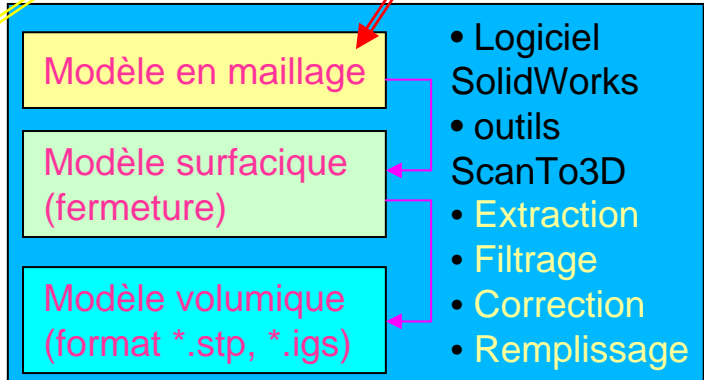 Modèle en maillage
Modèle surfacique
(fermeture)
Modèle volumique
(format *.stp, *.igs)
• Logiciel
SolidWorks
• outils
ScanTo3D
• Extraction
• Filtrage
• Correction
• Remplissage